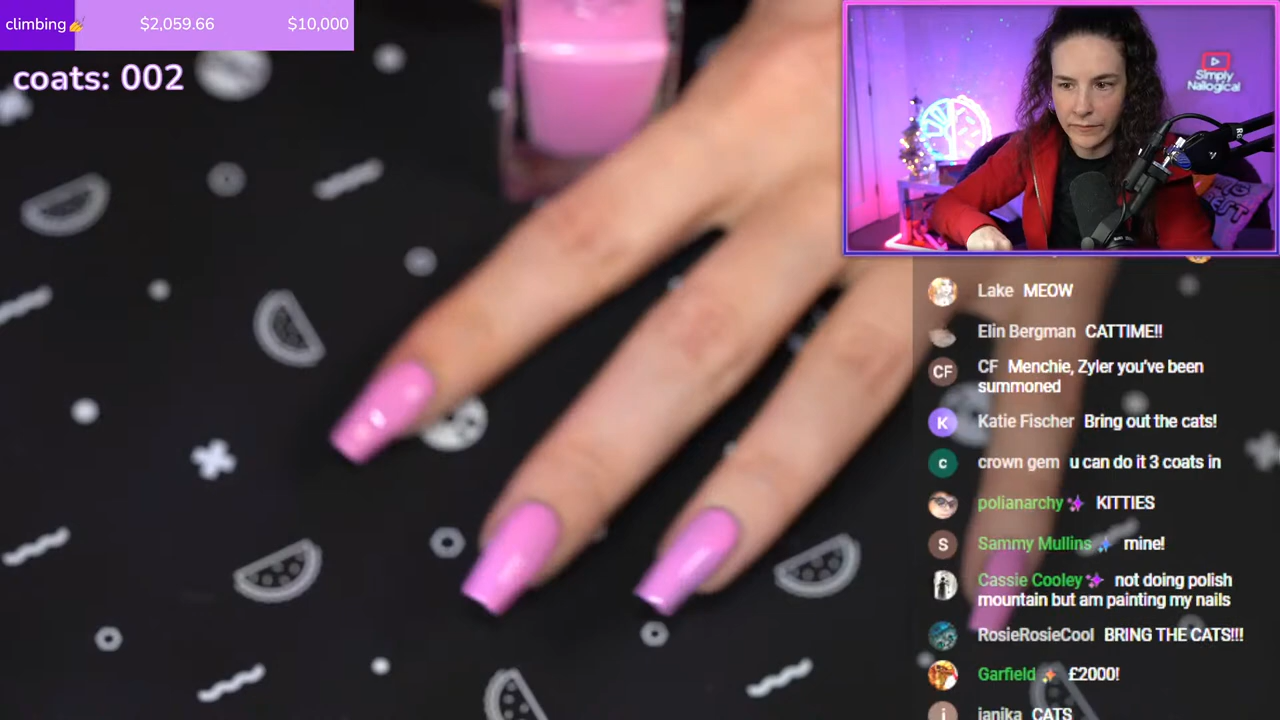 climbing💅 $2,059.66 $10,000
coats: 002
Simply
Nailogical
Lake MEOW
Elin Bergman CATTIME!!
CF CF Menchie, Zyler you've been
summoned
K Katie Fischer Bring out the cats!
c crown gem u can do it 3 coats in
polianarchy KITTIES
S Sammy Mullins mine!
Cassie Cooley not doing polish
mountain but am painting my nails
RosieRosieCool BRING THE CATS!!!
Garfield £2000!
janika CATS